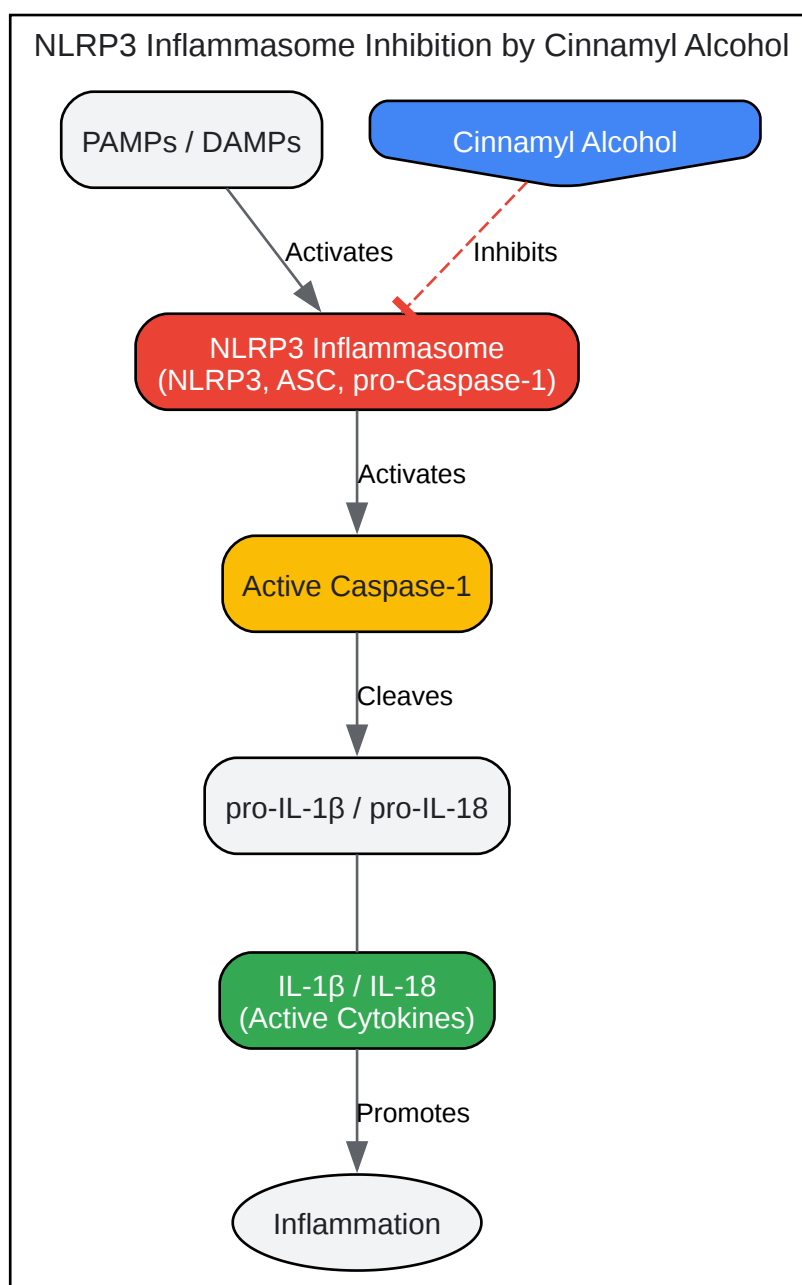 NLRP3 Inflammasome Inhibition by Cinnamyl Alcohol
PAMPs / DAMPs
Cinnamyl Alcohol
Activates
Inhibits
NLRP3 Inflammasome
(NLRP3, ASC, pro-Caspase-1)
Activates
Active Caspase-1
Cleaves
pro-IL-1β / pro-IL-18
IL-1β / IL-18
(Active Cytokines)
Promotes
Inflammation